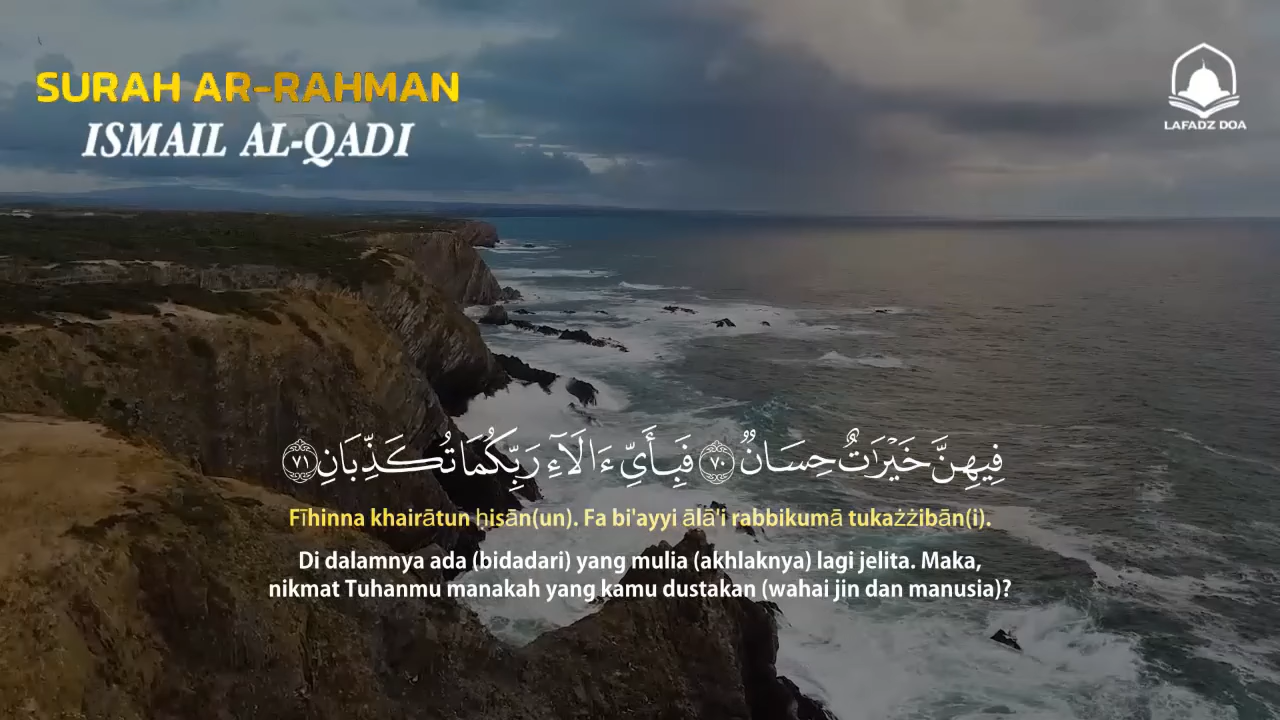 SURAH AR-RAHMAN
ISMAIL AL-QADI
LAFADZ DOA
فِيهِنَّ خَيْرَٰتٌ حِسَانٌ ٧٠ فَبِأَىِّ ءَالَآءِ رَبِّكُمَا تُكَذِّبَانِ ٧١
Fīhinna khairātun ḥisān(un). Fa bi'ayyi ālā'i rabbikumā tukażżibān(i).
Di dalamnya ada (bidadari) yang mulia (akhlaknya) lagi jelita. Maka,
nikmat Tuhanmu manakah yang kamu dustakan (wahai jin dan manusia)?